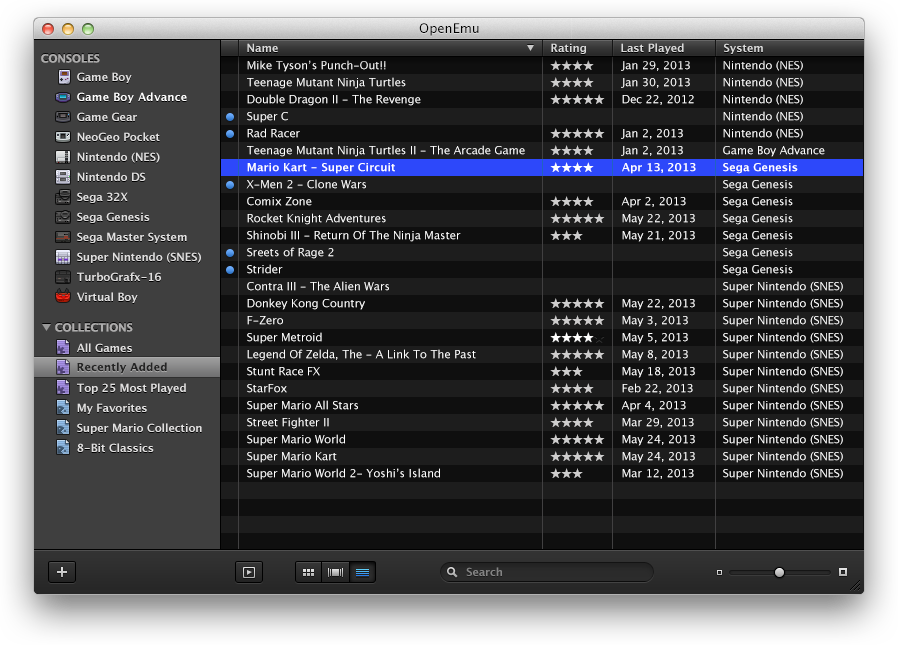 OpenEmu
CONSOLES
Game Boy
Game Boy Advance
Game Gear
NeoGeo Pocket
Nintendo (NES)
Nintendo DS
Sega 32X
Sega Genesis
Sega Master System
Super Nintendo (SNES)
TurboGrafx-16
Virtual Boy
COLLECTIONS
All Games
Recently Added
Top 25 Most Played
My Favorites
Super Mario Collection
8-Bit Classics
Name Rating Last Played System
Mike Tyson's Punch-Out!! ★★★★ Jan 29, 2013 Nintendo (NES)
Teenage Mutant Ninja Turtles ★★★★ Jan 30, 2013 Nintendo (NES)
Double Dragon II – The Revenge ★★★★★ Dec 22, 2012 Nintendo (NES)
Super C Nintendo (NES)
Rad Racer ★★★★★ Jan 2, 2013 Nintendo (NES)
Teenage Mutant Ninja Turtles II – The Arcade Game ★★★★ Jan 2, 2013 Game Boy Advance
Mario Kart – Super Circuit ★★★★ Apr 13, 2013 Sega Genesis
X-Men 2 – Clone Wars Sega Genesis
Comix Zone ★★★★ Apr 2, 2013 Sega Genesis
Rocket Knight Adventures ★★★★★ May 22, 2013 Sega Genesis
Shinobi III – Return Of The Ninja Master ★★★ May 21, 2013 Sega Genesis
Sreets of Rage 2 Sega Genesis
Strider Sega Genesis
Contra III – The Alien Wars Super Nintendo (SNES)
Donkey Kong Country ★★★★★ May 22, 2013 Super Nintendo (SNES)
F-Zero ★★★★★ May 3, 2013 Super Nintendo (SNES)
Super Metroid ★★★★ May 5, 2013 Super Nintendo (SNES)
Legend Of Zelda, The – A Link To The Past ★★★★★ May 8, 2013 Super Nintendo (SNES)
Stunt Race FX ★★★ May 18, 2013 Super Nintendo (SNES)
StarFox ★★★★ Feb 22, 2013 Super Nintendo (SNES)
Super Mario All Stars ★★★★★ Apr 4, 2013 Super Nintendo (SNES)
Street Fighter II ★★★★ Mar 29, 2013 Super Nintendo (SNES)
Super Mario World ★★★★★ May 24, 2013 Super Nintendo (SNES)
Super Mario Kart ★★★★★ May 24, 2013 Super Nintendo (SNES)
Super Mario World 2– Yoshi's Island ★★★ Mar 12, 2013 Super Nintendo (SNES)
Search